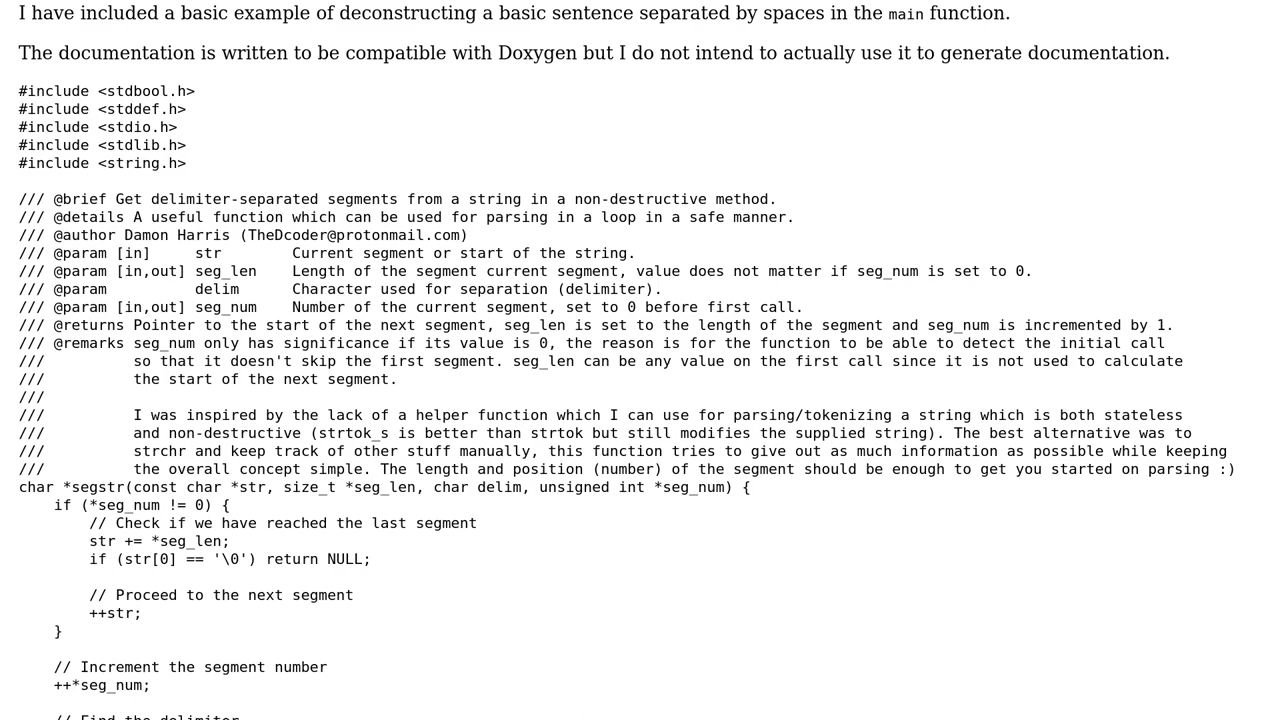 I have included a basic example of deconstructing a basic sentence separated by spaces in the main function.
The documentation is written to be compatible with Doxygen but I do not intend to actually use it to generate documentation.
#include <stdbool.h>
#include <stddef.h>
#include <stdio.h>
#include <stdlib.h>
#include <string.h>
/// @brief Get delimiter-separated segments from a string in a non-destructive method.
/// @details A useful function which can be used for parsing in a loop in a safe manner.
/// @author Damon Harris (TheDcoder@protonmail.com)
/// @param [in]     str        Current segment or start of the string.
/// @param [in,out] seg_len    Length of the segment current segment, value does not matter if seg_num is set to 0.
/// @param          delim      Character used for separation (delimiter).
/// @param [in,out] seg_num    Number of the current segment, set to 0 before first call.
/// @returns Pointer to the start of the next segment, seg_len is set to the length of the segment and seg_num is incremented by 1.
/// @remarks seg_num only has significance if its value is 0, the reason is for the function to be able to detect the initial call
///          so that it doesn't skip the first segment. seg_len can be any value on the first call since it is not used to calculate
///          the start of the next segment.
///
///          I was inspired by the lack of a helper function which I can use for parsing/tokenizing a string which is both stateless
///          and non-destructive (strtok_s is better than strtok but still modifies the supplied string). The best alternative was to
///          strchr and keep track of other stuff manually, this function tries to give out as much information as possible while keeping
///          the overall concept simple. The length and position (number) of the segment should be enough to get you started on parsing :)
char *segstr(const char *str, size_t *seg_len, char delim, unsigned int *seg_num) {
    if (*seg_num != 0) {
        // Check if we have reached the last segment
        str += *seg_len;
        if (str[0] == '\0') return NULL;
        // Proceed to the next segment
        ++str;
    }
    // Increment the segment number
    ++*seg_num;
    // Find the delimiter